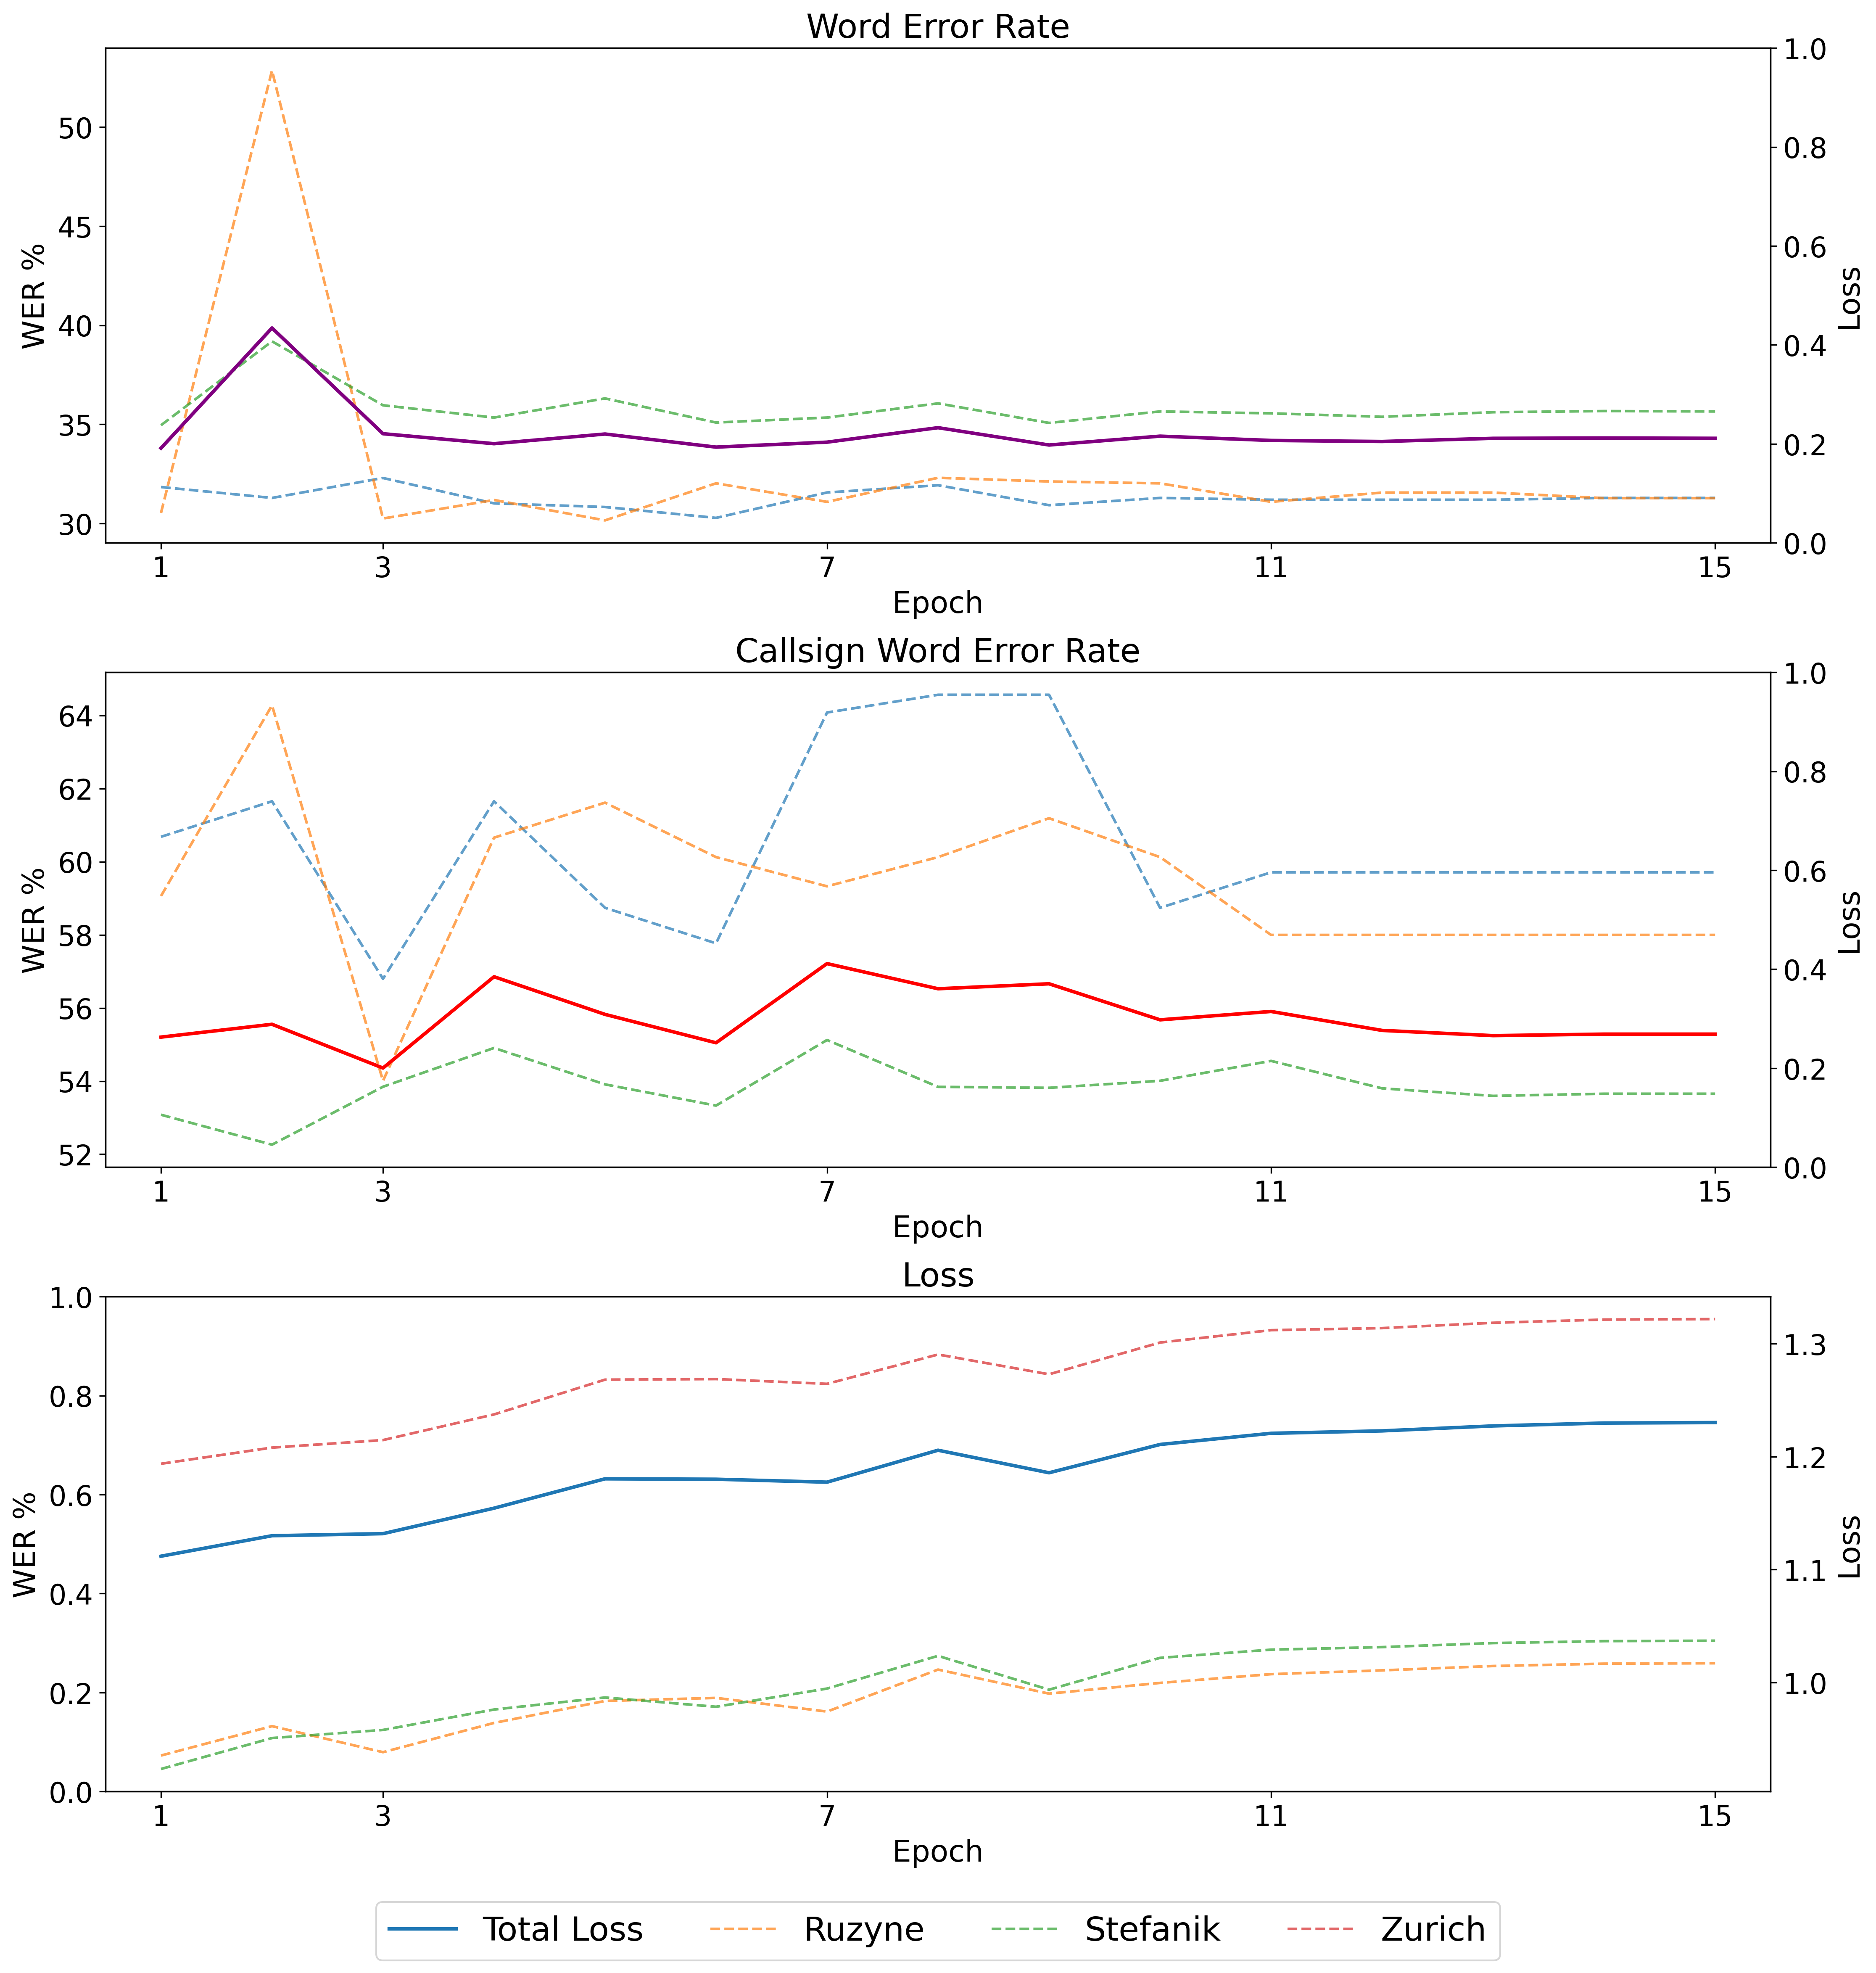 Word Error Rate
WER %
50
45
40
35
30
1.0
0.8
0.6
0.4
0.2
0.0
Loss
1 3 7 11 15
Epoch
Callsign Word Error Rate
WER %
64
62
60
58
56
54
52
1.0
0.8
0.6
0.4
0.2
0.0
Loss
1 3 7 11 15
Epoch
Loss
WER %
1.0
0.8
0.6
0.4
0.2
0.0
1.3
1.2
1.1
1.0
Loss
1 3 7 11 15
Epoch
Total Loss Ruzyne Stefanik Zurich